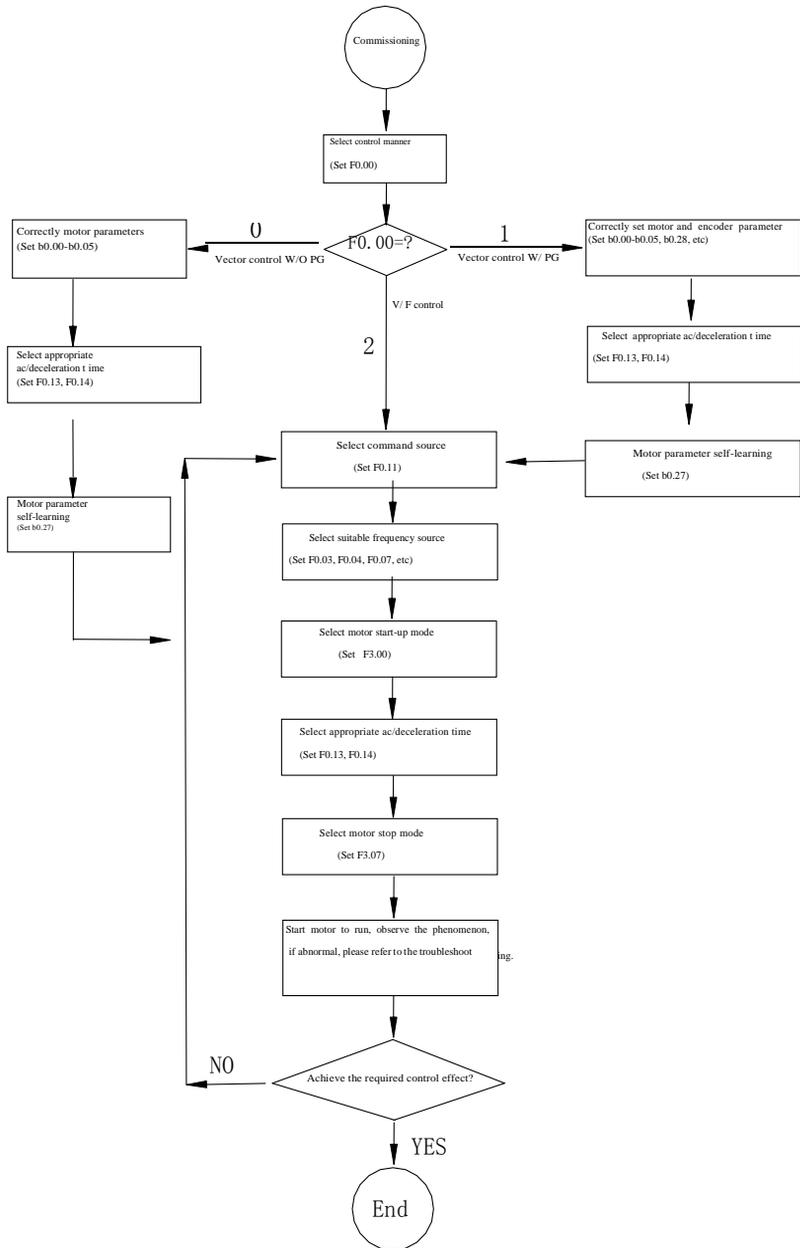 Commissioning
Select control manner
(Set F0.00)
F0.00=?
0
Vector control W/O PG
1
Vector control W/ PG
V/ F control
2
Correctly motor parameters
(Set b0.00-b0.05)
Select appropriate
ac/deceleration t ime
(Set F0.13, F0.14)
Motor parameter
self-learning
(Set b0.27)
Correctly set motor and encoder parameter
(Set b0.00-b0.05, b0.28, etc)
Select appropriate ac/deceleration t ime
(Set F0.13, F0.14)
Motor parameter self-learning
(Set b0.27)
Select command source
(Set F0.11)
Select suitable frequency source
(Set F0.03, F0.04, F0.07, etc)
Select motor start-up mode
(Set F3.00)
Select appropriate ac/deceleration time
(Set F0.13, F0.14)
Select motor stop mode
(Set F3.07)
Start motor to run, observe the phenomenon,
if abnormal, please refer to the troubleshoot ing.
Achieve the required control effect?
NO
YES
End